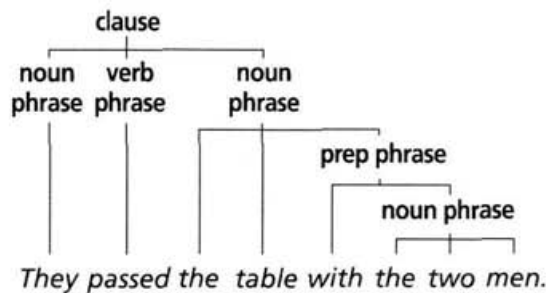 clause
noun verb noun
phrase phrase phrase
prep phrase
noun phrase
They passed the table with the two men.